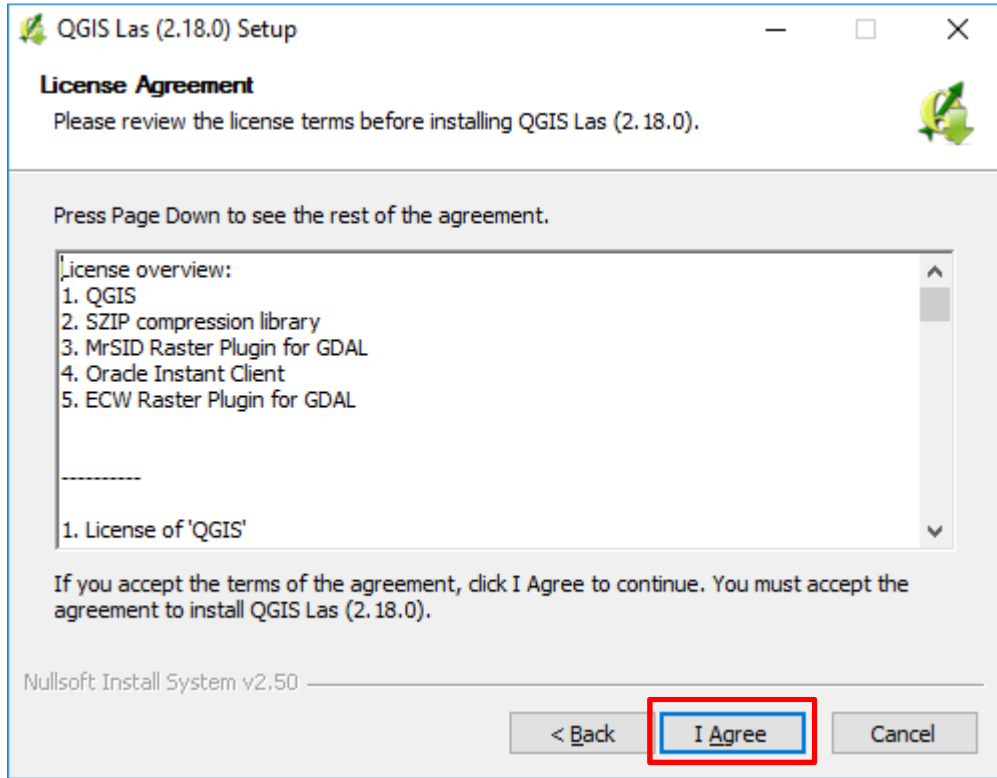 QGIS Las (2.18.0) Setup
License Agreement
Please review the license terms before installing QGIS Las (2.18.0).
Press Page Down to see the rest of the agreement.
License overview:
1. QGIS
2. SZIP compression library
3. MrSID Raster Plugin for GDAL
4. Oracle Instant Client
5. ECW Raster Plugin for GDAL
----------
1. License of 'QGIS'
If you accept the terms of the agreement, click I Agree to continue. You must accept the
agreement to install QGIS Las (2.18.0).
Nullsoft Install System v2.50
< Back I Agree Cancel